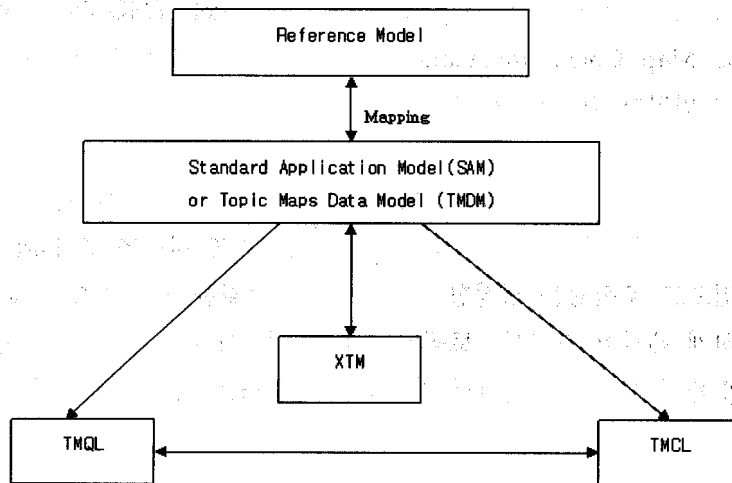 Reference Model
Mapping
Standard Application Model(SAM)
or Topic Maps Data Model (TMDM)
XTM
TMQL
TMCL